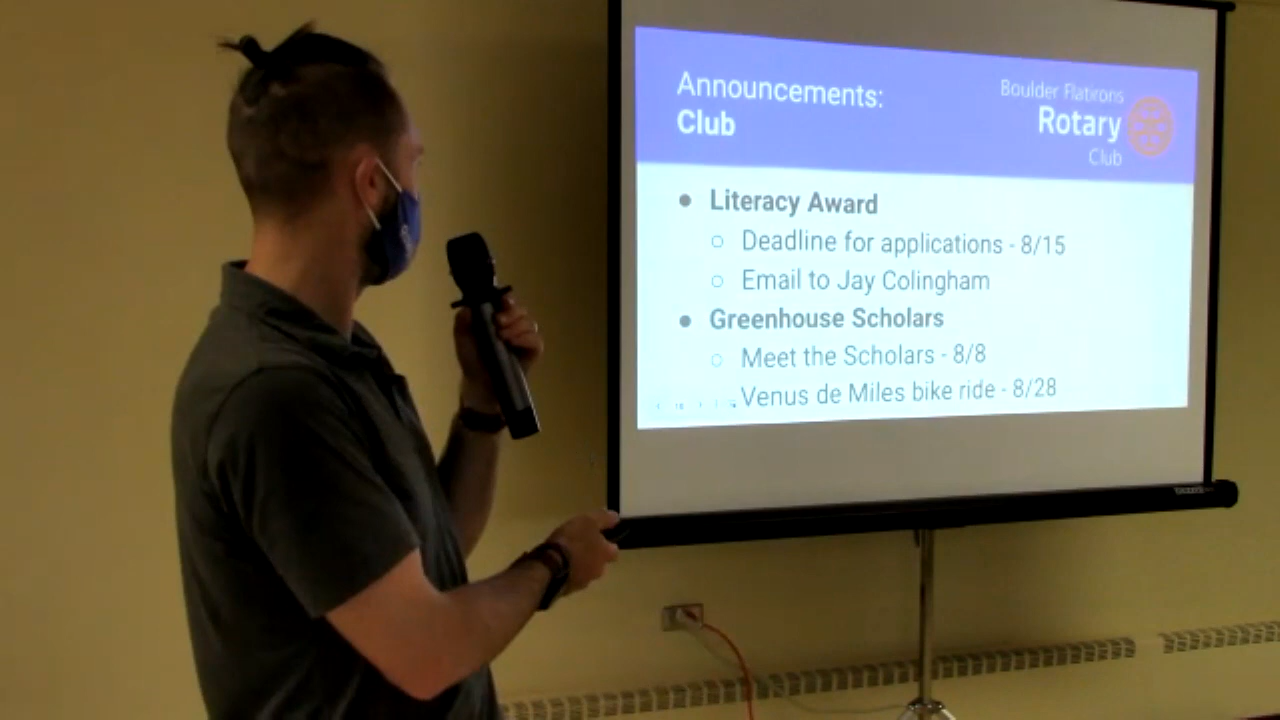 Announcements:
Club
Boulder Flatirons
Rotary
Club
● Literacy Award
○ Deadline for applications - 8/15
○ Email to Jay Colingham
● Greenhouse Scholars
○ Meet the Scholars - 8/8
Venus de Miles bike ride - 8/28